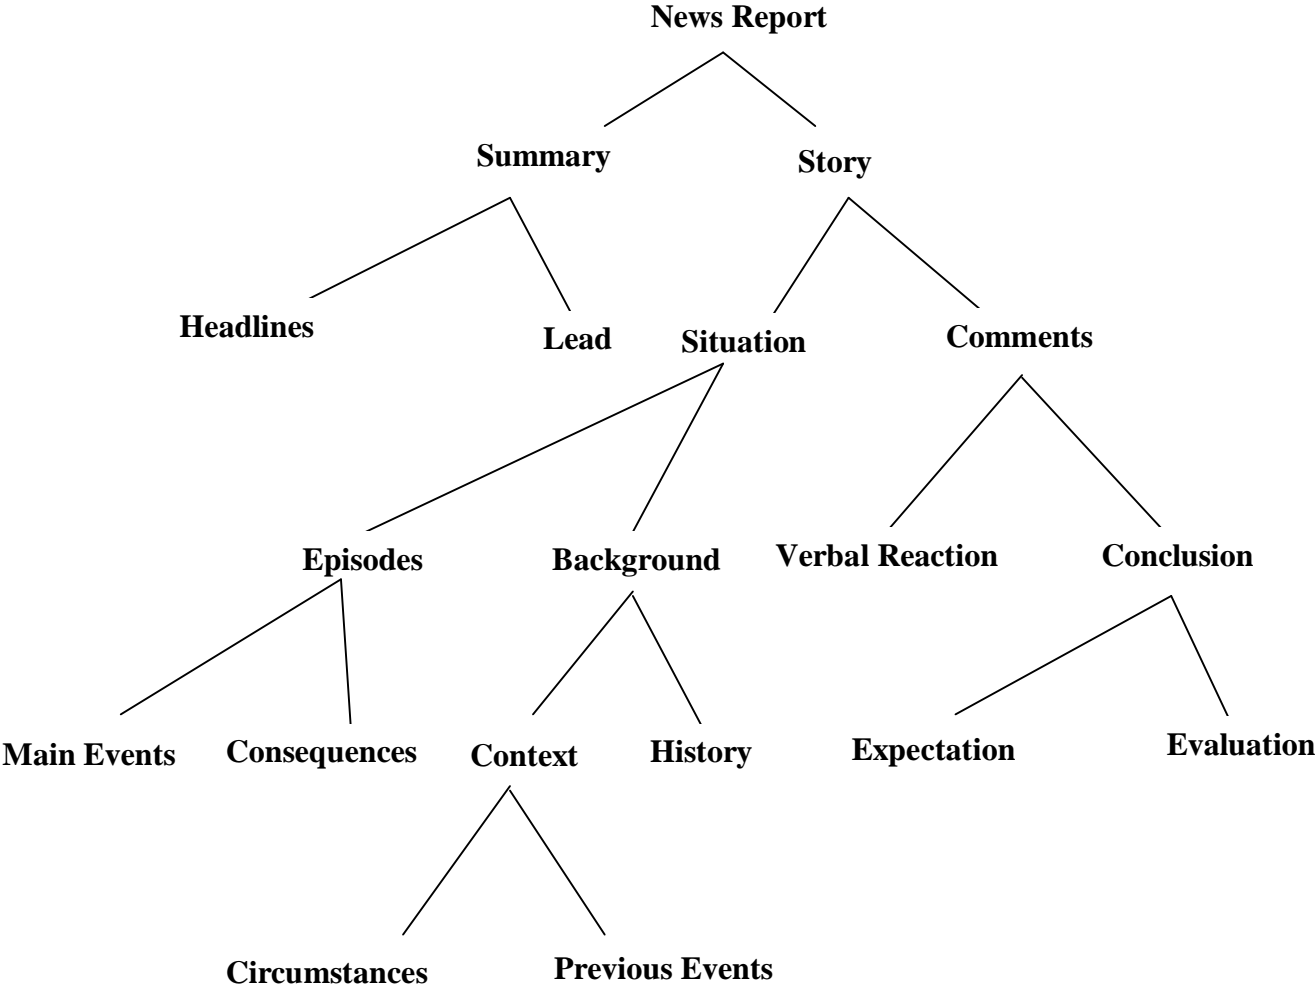 News Report
Summary
Story
Headlines
Lead
Situation
Comments
Episodes
Background
Verbal Reaction
Conclusion
Main Events
Consequences
Context
History
Expectation
Evaluation
Circumstances
Previous Events